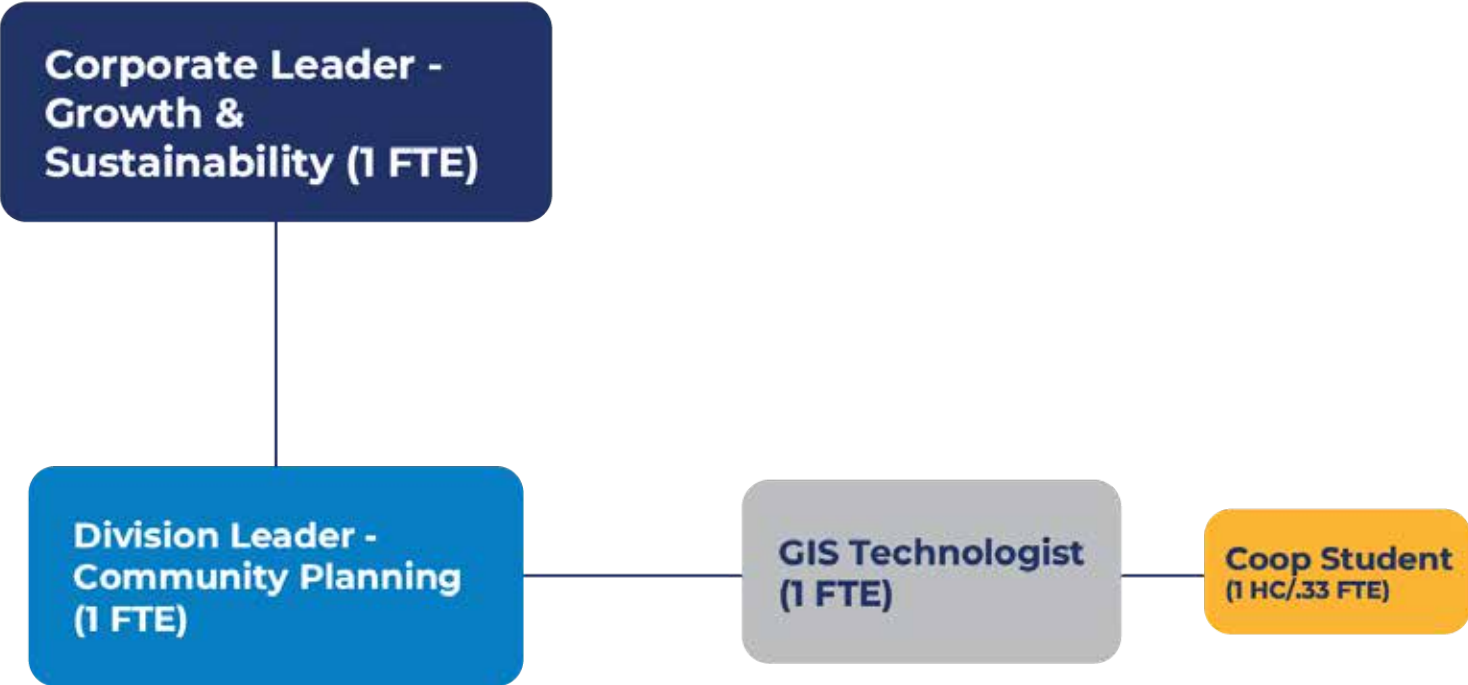 Corporate Leader -
Growth &
Sustainability (1 FTE)
Division Leader -
Community Planning
(1 FTE)
GIS Technologist
(1 FTE)
Coop Student
(1 HC/.33 FTE)